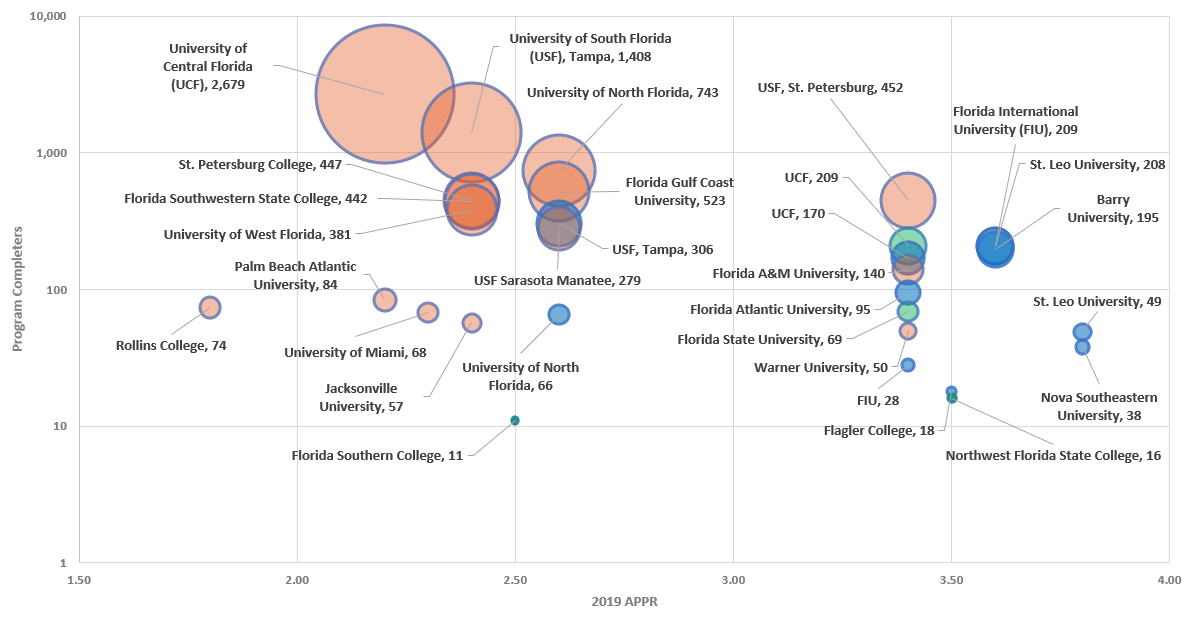 10,000
1,000
100
10
1
Program Completers
University of
Central Florida
(UCF), 2,679
University of South Florida
(USF), Tampa, 1,408
University of North Florida, 743
St. Petersburg College, 447
Florida Southwestern State College, 442
University of West Florida, 381
Florida Gulf Coast
University, 523
USF, Tampa, 306
USF Sarasota Manatee, 279
Palm Beach Atlantic
University, 84
Rollins College, 74
University of Miami, 68
Jacksonville
University, 57
University of North
Florida, 66
Florida Southern College, 11
USF, St. Petersburg, 452
UCF, 209
UCF, 170
Florida A&M University, 140
Florida Atlantic University, 95
Florida State University, 69
Warner University, 50
FIU, 28
Flagler College, 18
Northwest Florida State College, 16
Florida International
University (FIU), 209
St. Leo University, 208
Barry
University, 195
St. Leo University, 49
Nova Southeastern
University, 38
1.50
2.00
2.50
3.00
3.50
4.00
2019 APPR